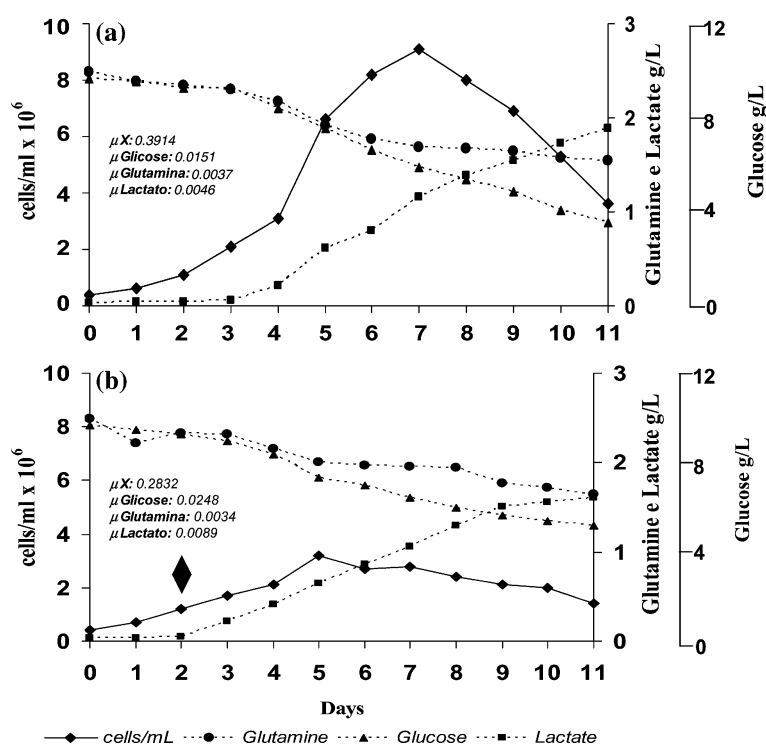 (a)
10
8
6
4
2
0
cells/ml x 10⁶
μX: 0.3914
μGlicose: 0.0151
μGlutamina: 0.0037
μLactato: 0.0046
0 1 2 3 4 5 6 7 8 9 10 11
3
2
1
0
Glutamine e Lactate g/L
12
8
4
0
Glucose g/L
(b)
10
8
6
4
2
0
cells/ml x 10⁶
μX: 0.2832
μGlicose: 0.0248
μGlutamina: 0.0034
μLactato: 0.0089
0 1 2 3 4 5 6 7 8 9 10 11
3
2
1
0
Glutamine e Lactate g/L
12
8
4
0
Glucose g/L
Days
cells/mL Glutamine Glucose Lactate